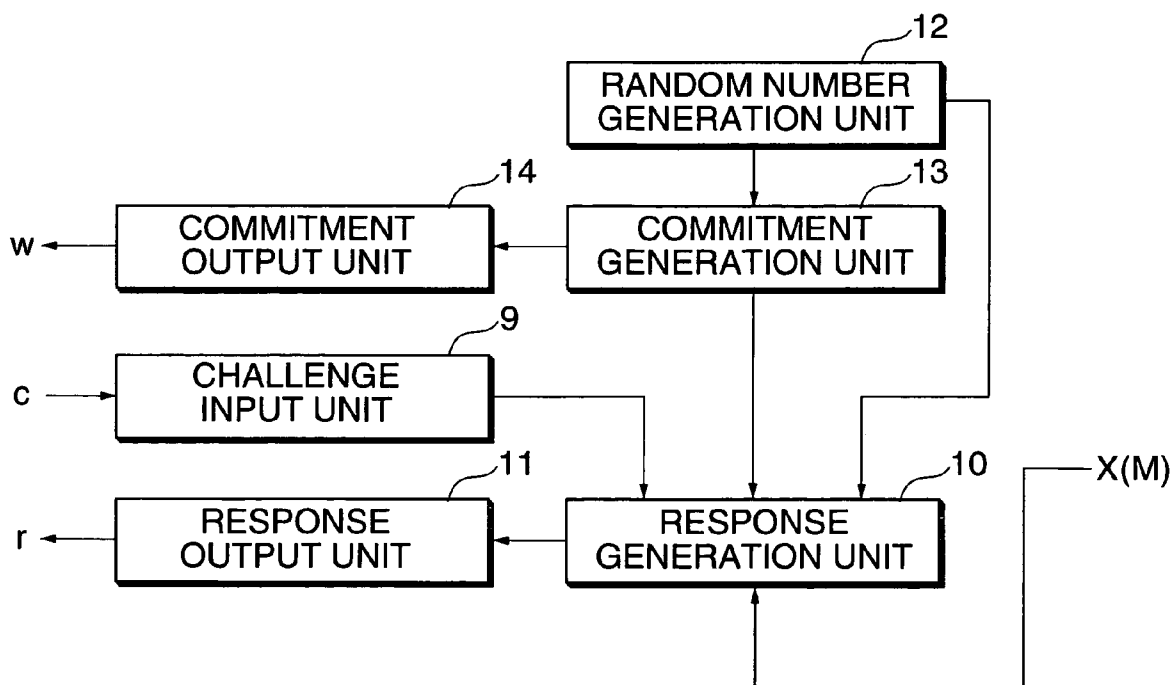 12
RANDOM NUMBER
GENERATION UNIT
14
13
w
COMMITMENT
OUTPUT UNIT
COMMITMENT
GENERATION UNIT
9
c
CHALLENGE
INPUT UNIT
11
10
X(M)
r
RESPONSE
OUTPUT UNIT
RESPONSE
GENERATION UNIT